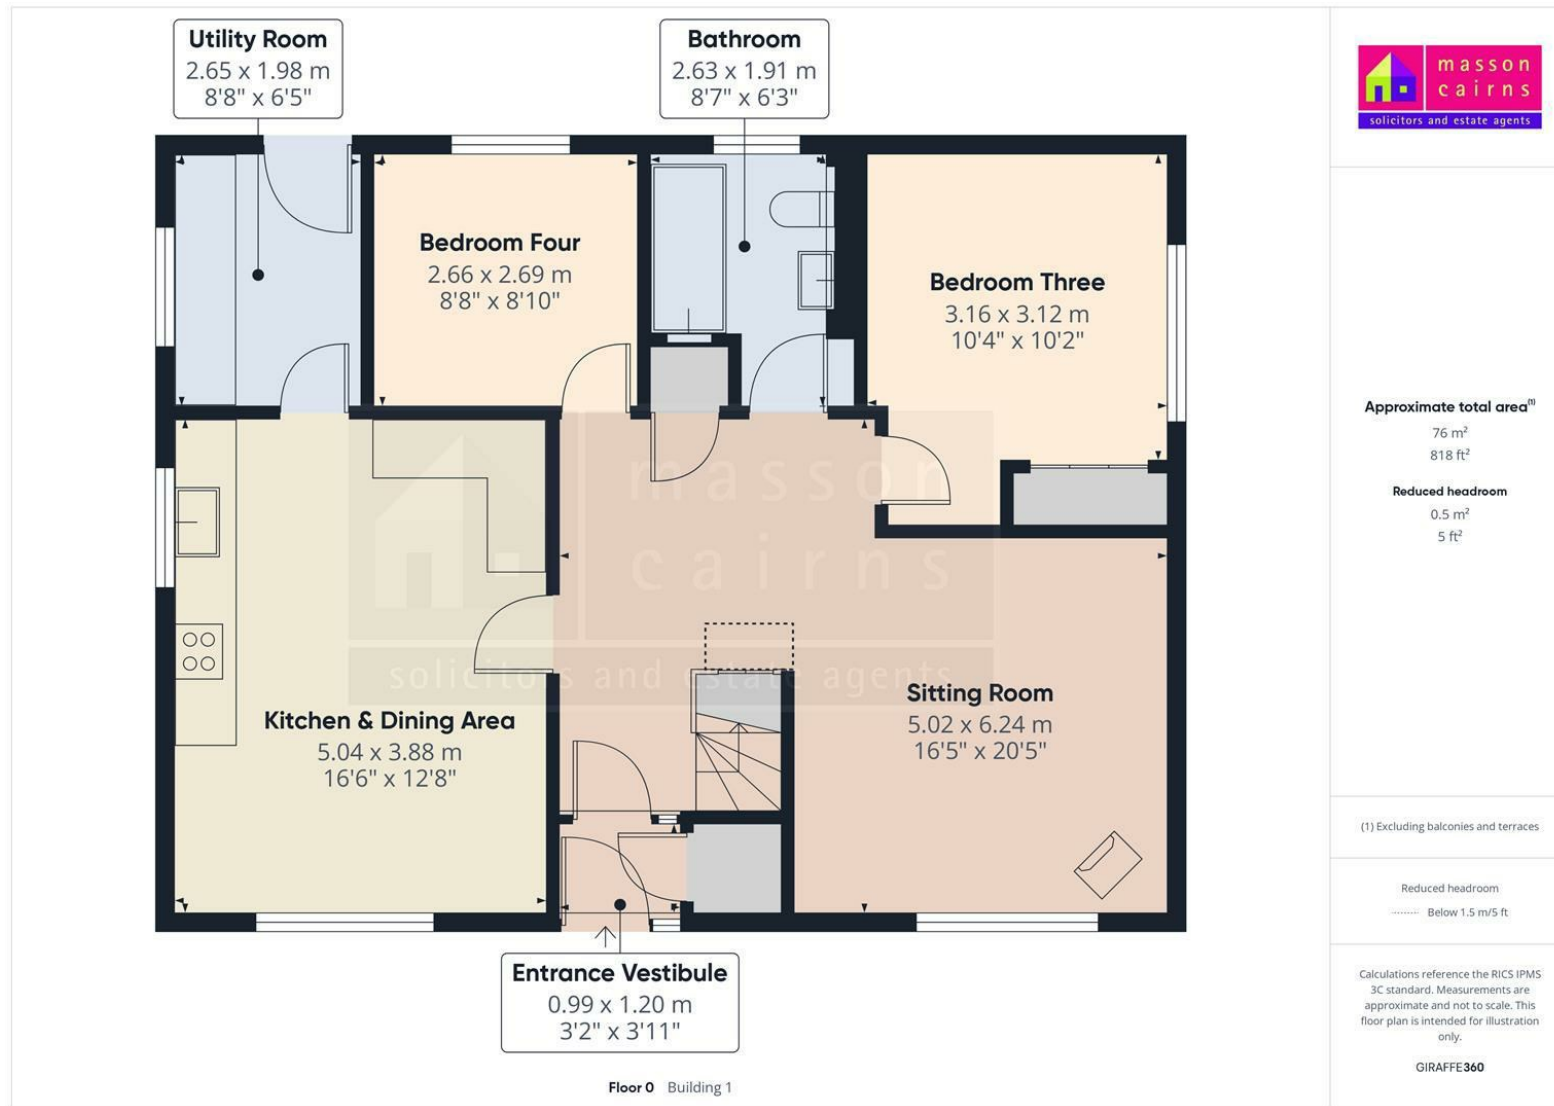 Utility Room
2.65 x 1.98 m
8'8" x 6'5"
Bathroom
2.63 x 1.91 m
8'7" x 6'3"
Bedroom Four
2.66 x 2.69 m
8'8" x 8'10"
Bedroom Three
3.16 x 3.12 m
10'4" x 10'2"
masson
cairns
solicitors and estate agents
Kitchen & Dining Area
5.04 x 3.88 m
16'6" x 12'8"
Sitting Room
5.02 x 6.24 m
16'5" x 20'5"
Entrance Vestibule
0.99 x 1.20 m
3'2" x 3'11"
Floor 0 Building 1
masson
cairns
solicitors and estate agents
Approximate total area(1)
76 m²
818 ft²
Reduced headroom
0.5 m²
5 ft²
(1) Excluding balconies and terraces
Reduced headroom
Below 1.5 m/5 ft
Calculations reference the RICS IPMS
3C standard. Measurements are
approximate and not to scale. This
floor plan is intended for illustration
only.
GIRAFFE360